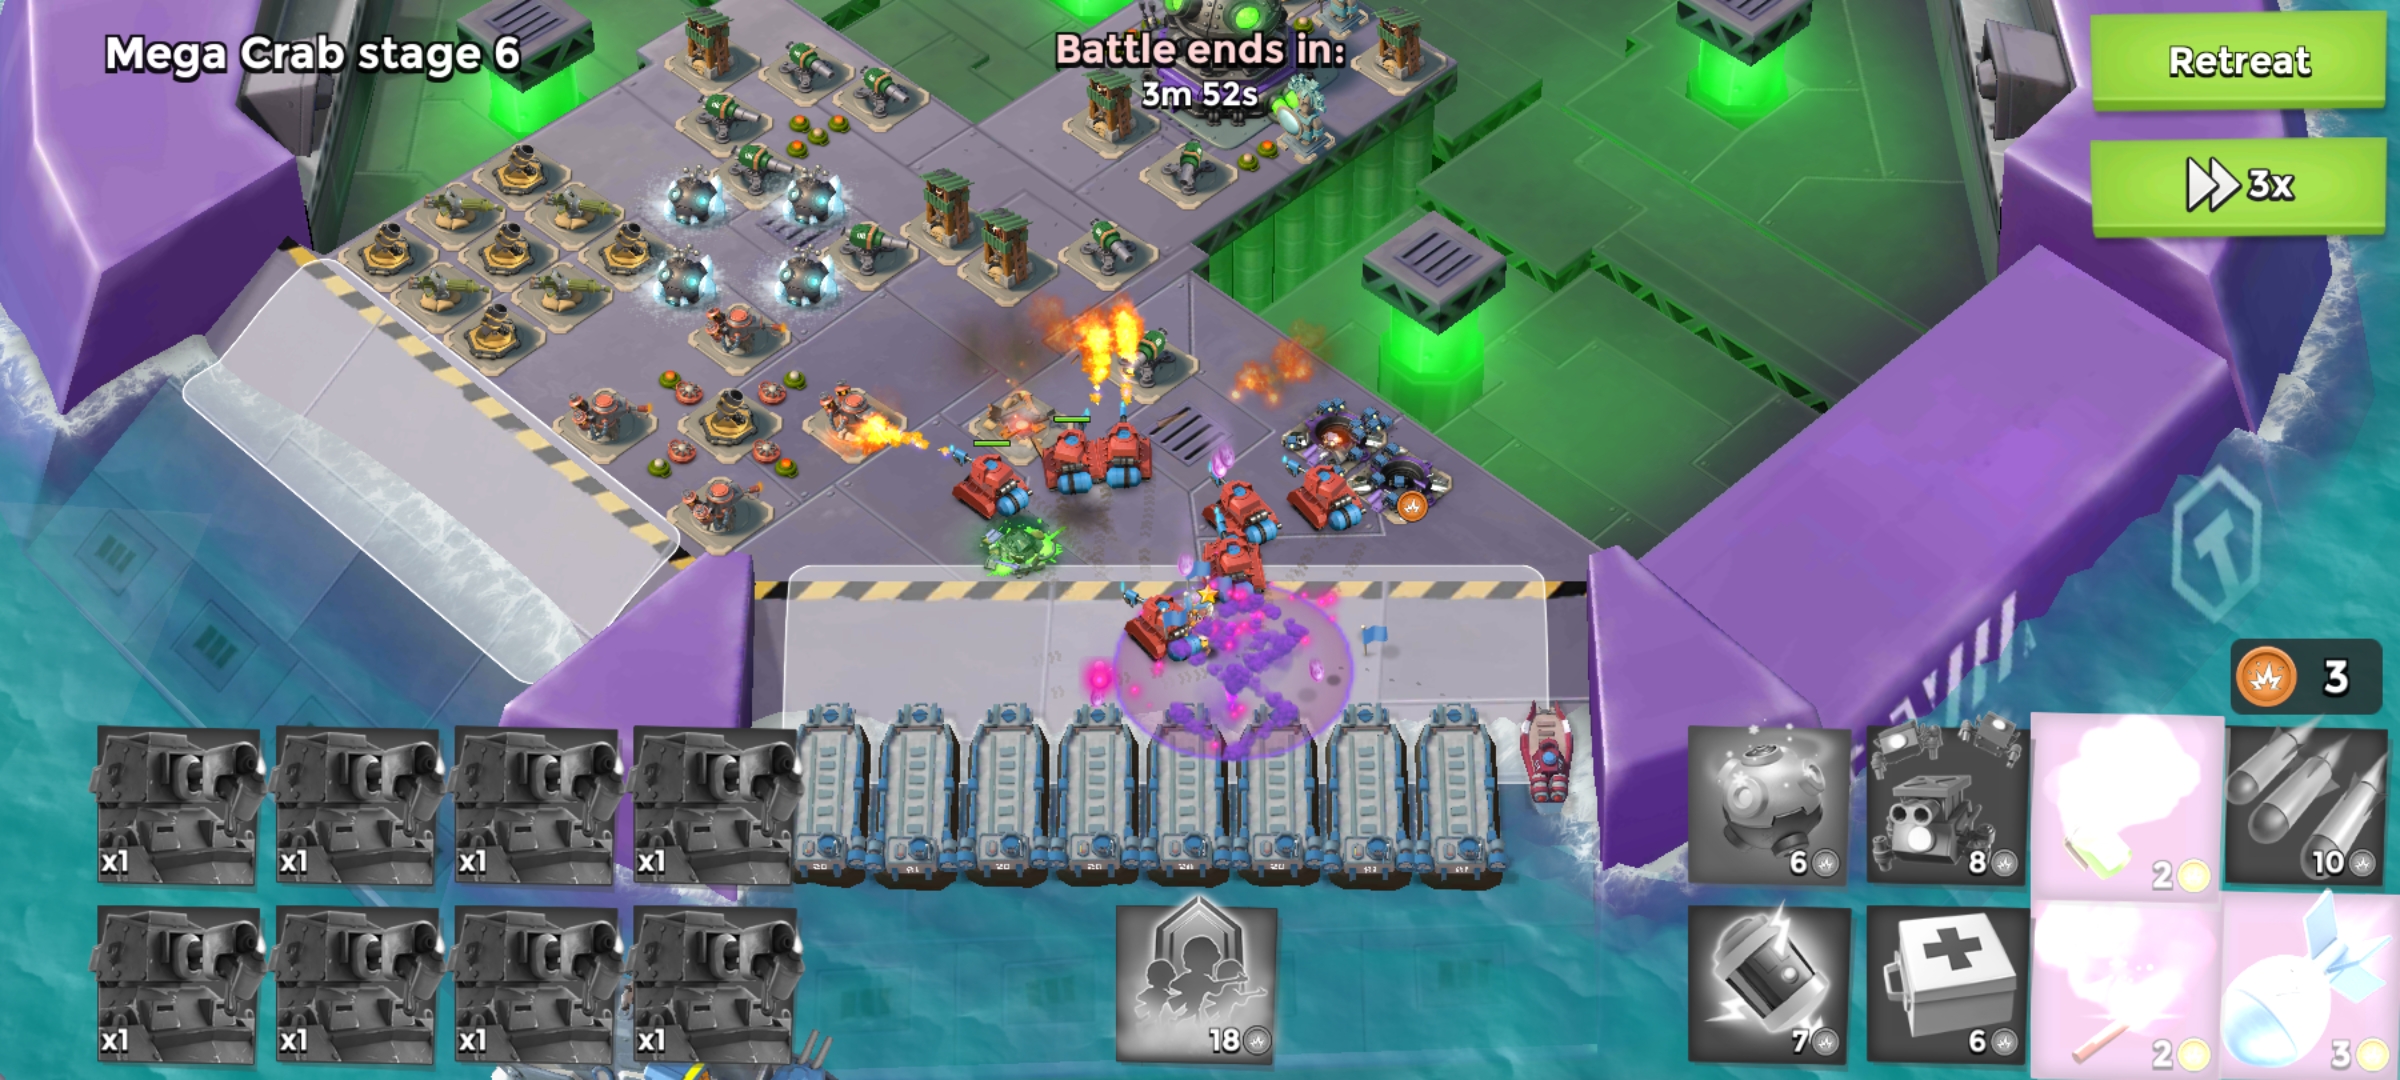 Mega Crab stage 6
Battle ends in:
3m 52s
Retreat
3x
3
x1
x1
x1
x1
6
8
2
10
x1
x1
x1
x1
18
7
6
2
3